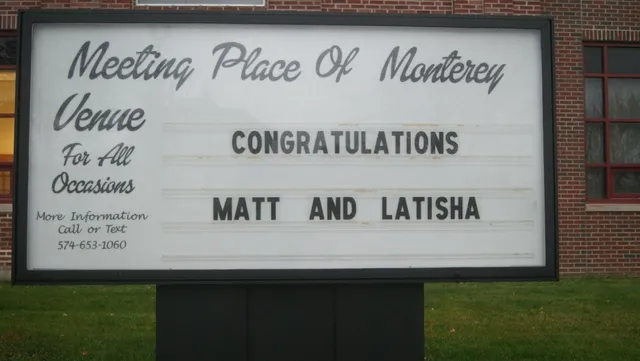 Meeting Place Of Monterey
Venue
For All
Occasions
More Information
Call or Text
574-653-1060
CONGRATULATIONS
MATT AND LATISHA